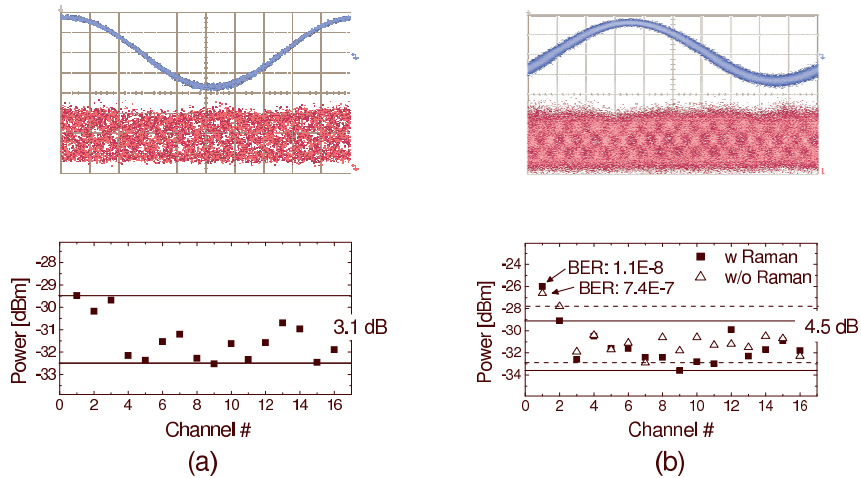 -28
-29
-30
-31
-32
-33
Power [dBm]
3.1 dB
0 2 4 6 8 10 12 14 16
Channel #
(a)
-24
-26
-28
-30
-32
-34
Power [dBm]
BER: 1.1E-8
BER: 7.4E-7
w Raman
w/o Raman
4.5 dB
0 2 4 6 8 10 12 14 16
Channel #
(b)